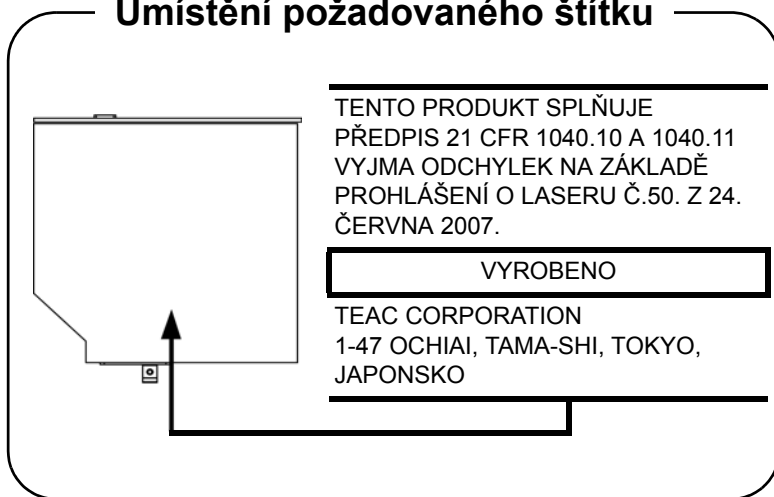 Umístění požadovaného štítku
TENTO PRODUKT SPLŇUJE
PŘEDPIS 21 CFR 1040.10 A 1040.11
VYJMA ODCHYLEK NA ZÁKLADĚ
PROHLÁŠENÍ O LASERU Č.50. Z 24.
ČERVNA 2007.
VYROBENO
TEAC CORPORATION
1-47 OCHIAI, TAMA-SHI, TOKYO,
JAPONSKO